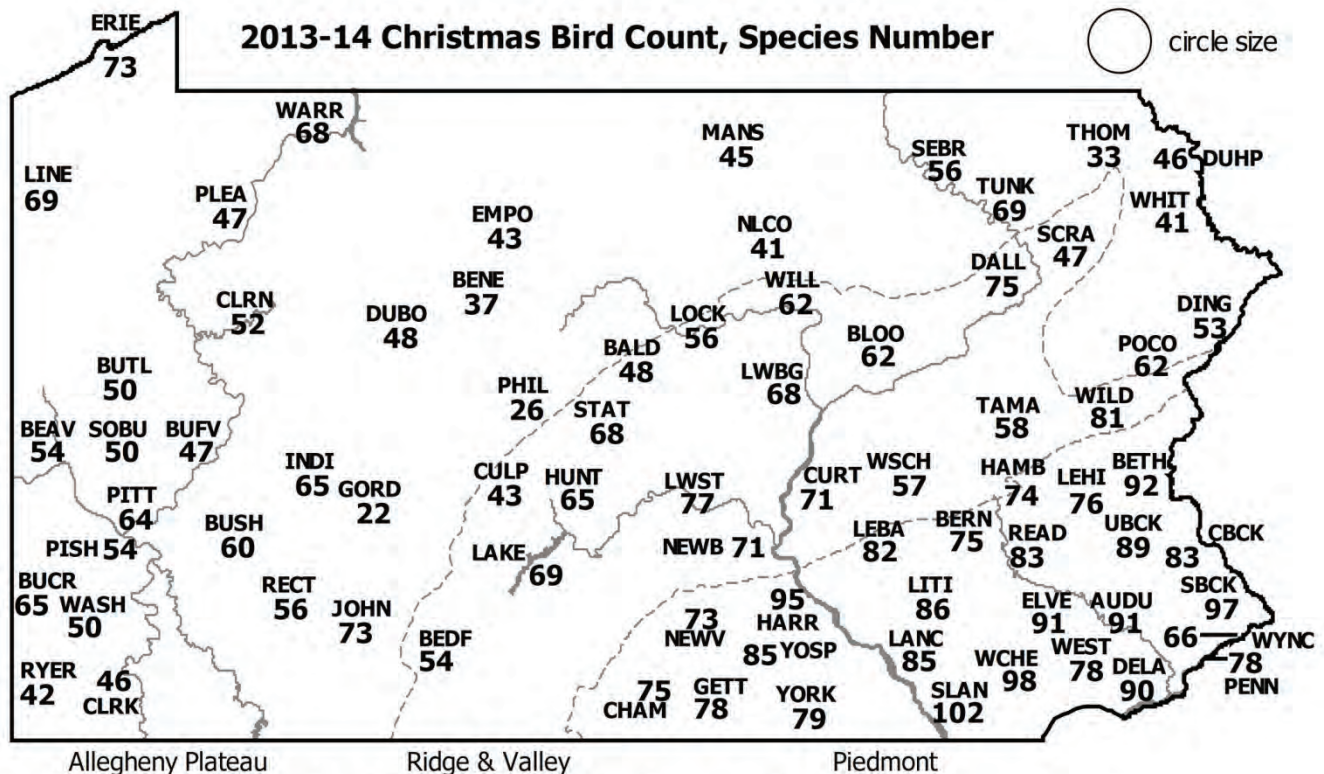 ERIE
73
2013-14 Christmas Bird Count, Species Number
circle size
WARR
68
MANS
45
SEBR
56
THOM
33
46 DUHP
LINE
69
PLEA
47
TUNK
69
WHIT
41
EMPO
43
NLCO
41
SCRA
47
DALL
75
CLRN
52
BENE
37
WILL
62
DUBO
48
LOCK
56
DING
53
BLOO
62
POCO
62
BALD
48
BUTL
50
LWBG
68
PHIL
26
STAT
68
WILD
81
TAMA
58
BEAV
54
SOBU
50
BUFV
47
INDI
65
GORD
22
CULP
43
HUNT
65
LWST
77
CURT
71
WSCH
57
HAMB
74
LEHI
76
BETH
92
PITT
64
BUSH
60
LEBA
82
BERN
75
READ
83
UBCK
89
CBCK
83
PISH 54
LAKE
69
NEWB 71
BUCR
65
WASH
50
RECT
56
JOHN
73
LITI
86
SBCK
97
95
HARR
ELVE
91
AUDU
91
73
NEWV
BEDF
54
85 YOSP
LANC
85
WCHE
98
WEST
78
66
WYNC
78
PENN
DELA
90
RYER
42
46
CLRK
75
CHAM
GETT
78
YORK
79
SLAN
102
Allegheny Plateau
Ridge & Valley
Piedmont